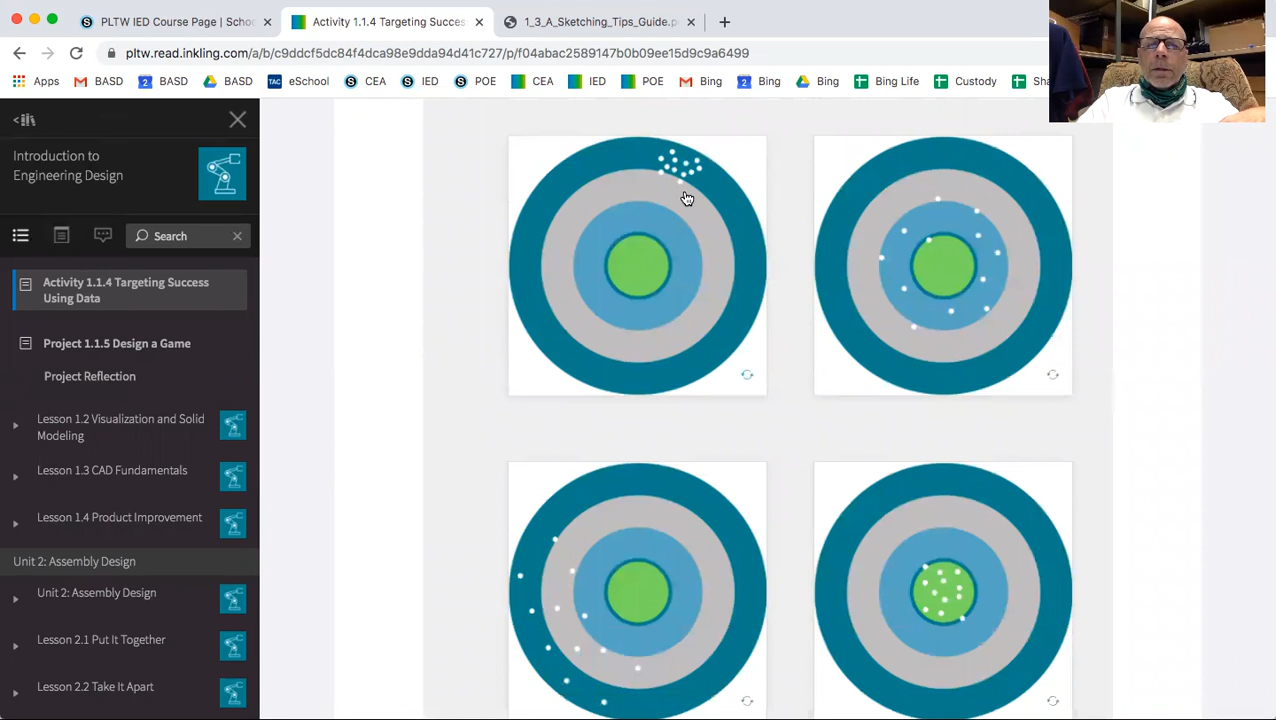 PLTW IED Course Page | Schoo
Activity 1.1.4 Targeting Succes
1_3_A_Sketching_Tips_Guide.p
pltw.read.inkling.com/a/b/c9ddcf5dc84f4dca98e9dda94d41c727/p/f04abac2589147b0b09ee15d9c9a6499
Apps BASD BASD BASD eSchool CEA IED POE CEA IED POE Bing Bing Bing Bing Life Custody Sha
Introduction to
Engineering Design
Search
Activity 1.1.4 Targeting Success
Using Data
Project 1.1.5 Design a Game
Project Reflection
Lesson 1.2 Visualization and Solid
Modeling
Lesson 1.3 CAD Fundamentals
Lesson 1.4 Product Improvement
Unit 2: Assembly Design
Unit 2: Assembly Design
Lesson 2.1 Put It Together
Lesson 2.2 Take It Apart